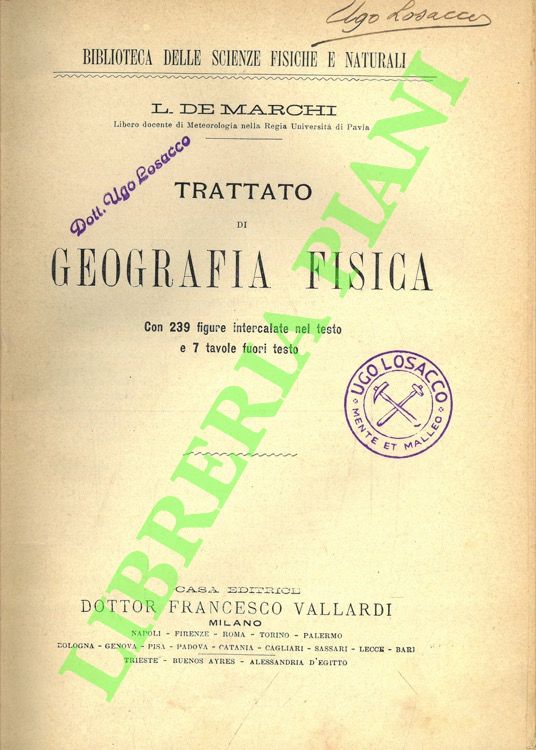 Ugo Losacco
BIBLIOTECA DELLE SCIENZE FISICHE E NATURALI
L. DE MARCHI
Libero docente di Meteorologia nella Regia Università di Pavia
Dott. Ugo Losacco
TRATTATO
DI
GEOGRAFIA FISICA
Con 239 figure intercalate nel testo
e 7 tavole fuori testo
UGO LOSACCO
MENTE ET MALLEO
CASA EDITRICE
DOTTOR FRANCESCO VALLARDI
MILANO
NAPOLI - FIRENZE - ROMA - TORINO - PALERMO
BOLOGNA - GENOVA - PISA - PADOVA - CATANIA - CAGLIARI - SASSARI - LECCE - BARI
TRIESTE - BUENOS AYRES - ALESSANDRIA D'EGITTO
LIBRERIA PIANI